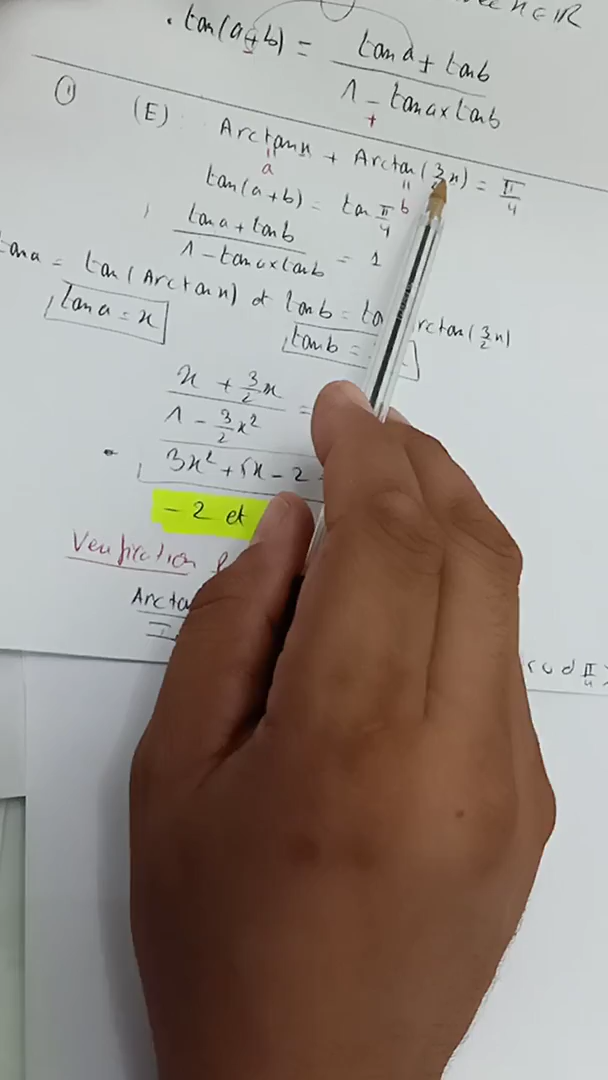 ∈ ℝ
. tan(a+b) = (tan a + tan b) / (1 - tan a x tan b)
+
① (E) : Arctan x + Arctan(3/2 x) = π/4
a b
tan(a+b) = tan π/4
(tan a + tan b) / (1 - tan a x tan b) = 1
tan a = tan(Arctan x) et tan b = Arctan(3/2 x)
tan a = x tan b =
(x + 3/2 x) / (1 - 3/2 x²) =
3x² + 5x - 2
- 2 et
Verification
π/4